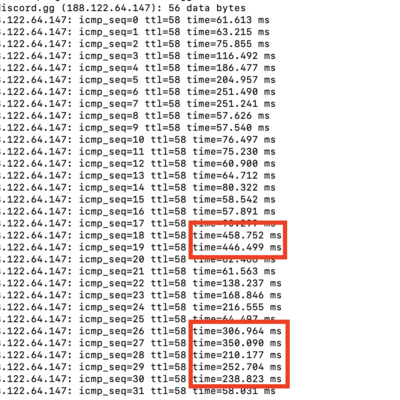 discord.gg (188.122.64.147): 56 data bytes
.122.64.147: icmp_seq=0 ttl=58 time=61.613 ms
.122.64.147: icmp_seq=1 ttl=58 time=63.215 ms
.122.64.147: icmp_seq=2 ttl=58 time=75.855 ms
.122.64.147: icmp_seq=3 ttl=58 time=116.492 ms
.122.64.147: icmp_seq=4 ttl=58 time=186.477 ms
.122.64.147: icmp_seq=5 ttl=58 time=204.957 ms
.122.64.147: icmp_seq=6 ttl=58 time=251.490 ms
.122.64.147: icmp_seq=7 ttl=58 time=251.241 ms
.122.64.147: icmp_seq=8 ttl=58 time=57.626 ms
.122.64.147: icmp_seq=9 ttl=58 time=57.540 ms
.122.64.147: icmp_seq=10 ttl=58 time=76.497 ms
.122.64.147: icmp_seq=11 ttl=58 time=75.230 ms
.122.64.147: icmp_seq=12 ttl=58 time=60.900 ms
.122.64.147: icmp_seq=13 ttl=58 time=64.712 ms
.122.64.147: icmp_seq=14 ttl=58 time=80.322 ms
.122.64.147: icmp_seq=15 ttl=58 time=58.542 ms
.122.64.147: icmp_seq=16 ttl=58 time=57.891 ms
.122.64.147: icmp_seq=17 ttl=58 ms
.122.64.147: icmp_seq=18 ttl=58 time=458.752 ms
.122.64.147: icmp_seq=19 ttl=58 time=446.499 ms
.122.64.147: icmp_seq=20 ttl=58 ms
.122.64.147: icmp_seq=21 ttl=58 time=61.563 ms
.122.64.147: icmp_seq=22 ttl=58 time=138.237 ms
.122.64.147: icmp_seq=23 ttl=58 time=168.846 ms
.122.64.147: icmp_seq=24 ttl=58 time=216.555 ms
.122.64.147: icmp_seq=25 ttl=58 time=64.497 ms
.122.64.147: icmp_seq=26 ttl=58 time=306.964 ms
.122.64.147: icmp_seq=27 ttl=58 time=350.090 ms
.122.64.147: icmp_seq=28 ttl=58 time=210.177 ms
.122.64.147: icmp_seq=29 ttl=58 time=252.704 ms
.122.64.147: icmp_seq=30 ttl=58 time=238.823 ms
.122.64.147: icmp_seq=31 ttl=58 time=58.031 ms